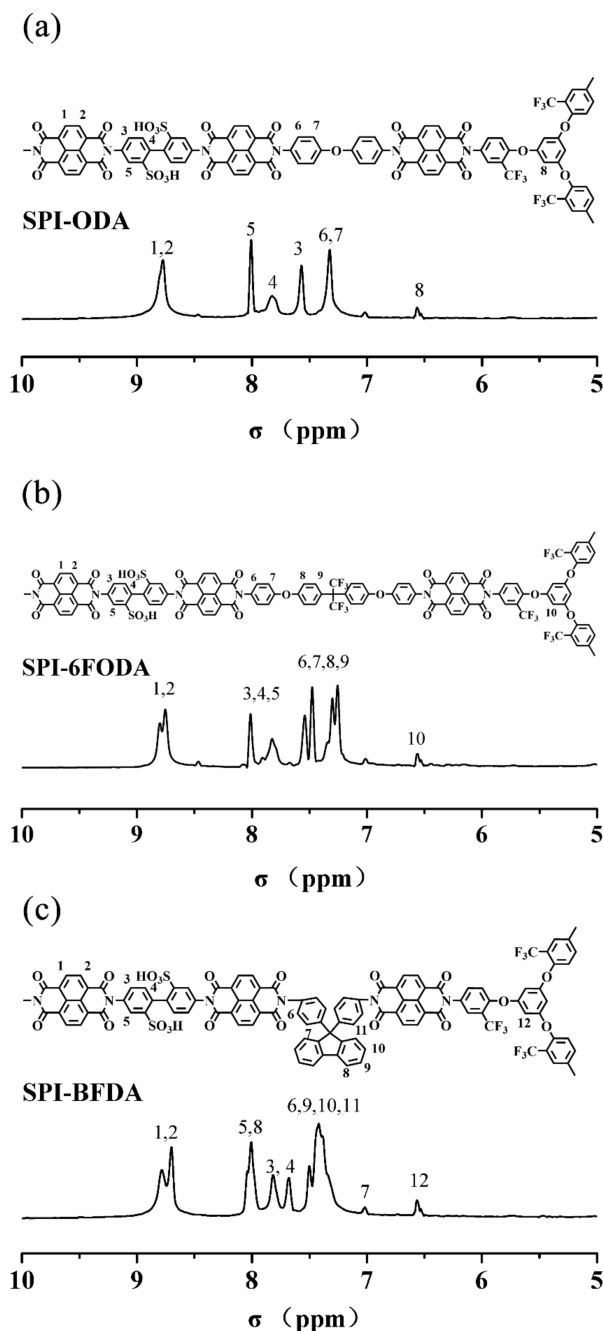 (a)
1 2 3 HO₃S 4 5 SO₃H 6 7 F₃C CF₃ 8 F₃C
SPI-ODA
1,2 5 4 3 6,7 8
10 9 8 7 6 5
σ （ppm）
(b)
1 2 3 HO₃S 4 5 SO₃H 6 7 8 9 CF₃ CF₃ F₃C CF₃ 10 F₃C
SPI-6FODA
1,2 3,4,5 6,7,8,9 10
10 9 8 7 6 5
σ （ppm）
(c)
1 2 3 HO₃S 4 5 SO₃H 6 7 8 9 10 11 F₃C CF₃ 12 F₃C
SPI-BFDA
1,2 5,8 3, 4 6,9,10,11 7 12
10 9 8 7 6 5
σ （ppm）